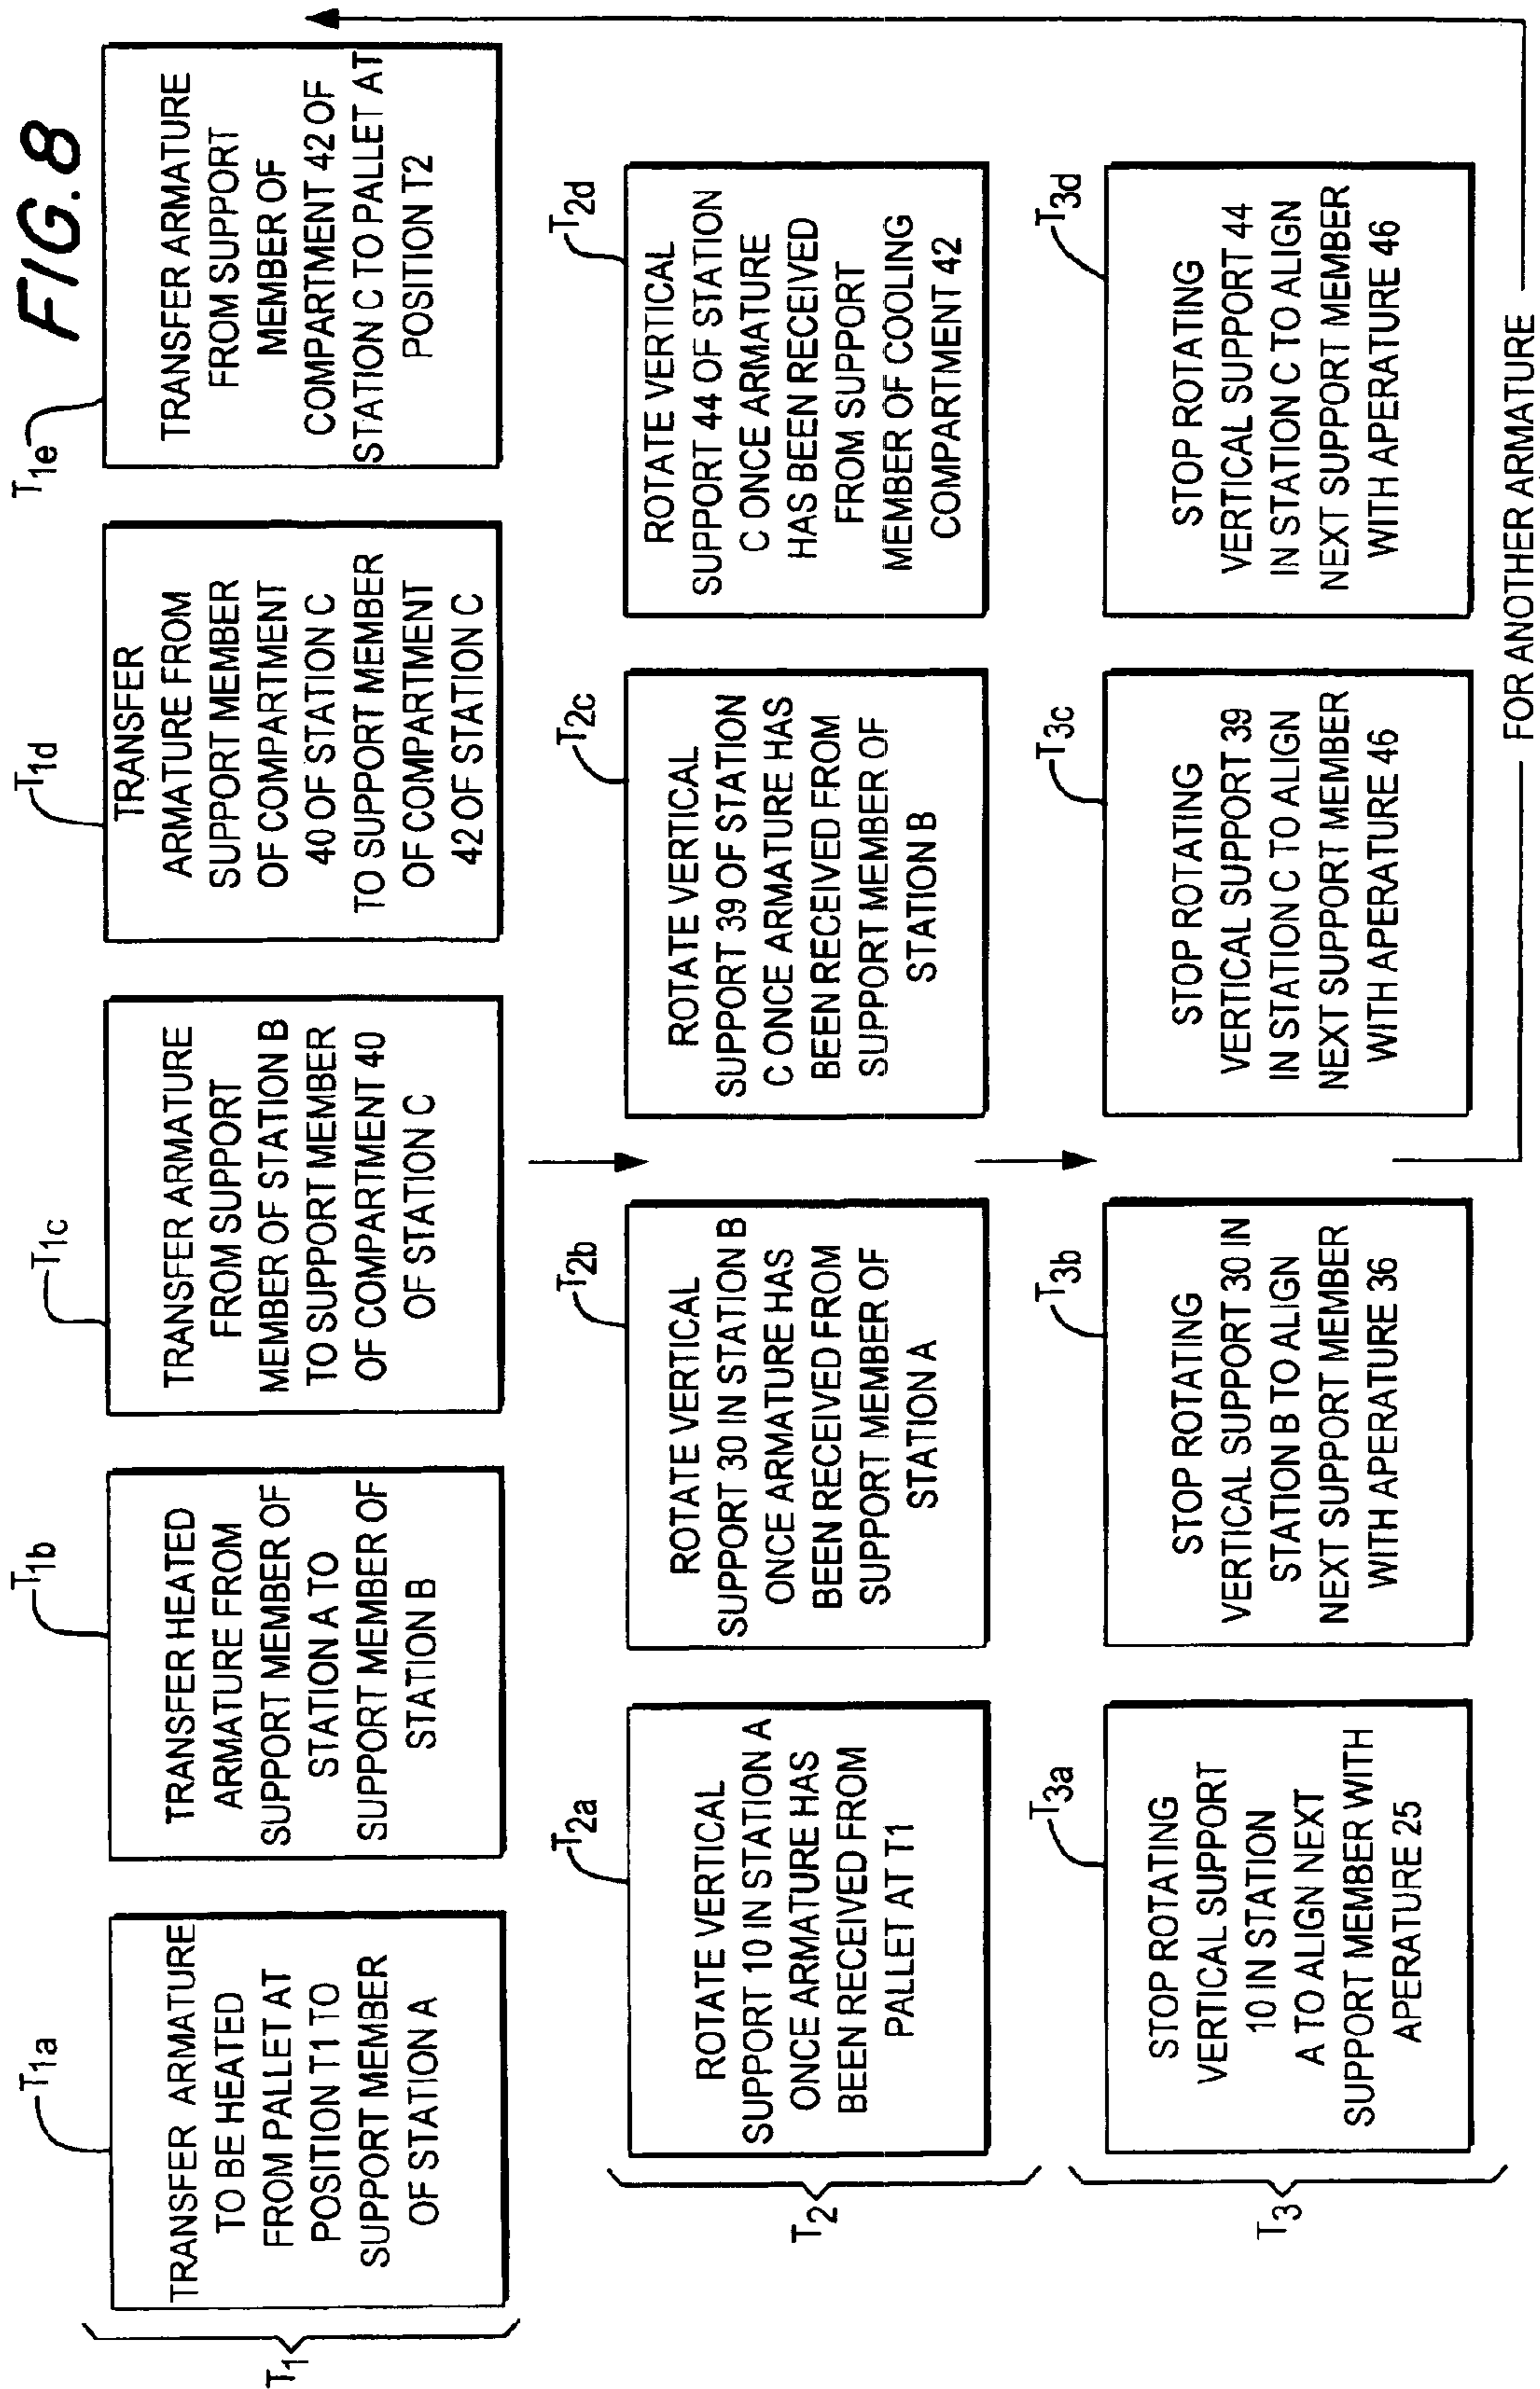 FIG. 8
T1
T1a
TRANSFER ARMATURE
TO BE HEATED
FROM PALLET AT
POSITION T1 TO
SUPPORT MEMBER
OF STATION A
T1b
TRANSFER HEATED
ARMATURE FROM
SUPPORT MEMBER OF
STATION A TO
SUPPORT MEMBER OF
STATION B
T1c
TRANSFER ARMATURE
FROM SUPPORT
MEMBER OF STATION B
TO SUPPORT MEMBER
OF COMPARTMENT 40
OF STATION C
T1d
TRANSFER
ARMATURE FROM
SUPPORT MEMBER
OF COMPARTMENT
40 OF STATION C
TO SUPPORT MEMBER
OF COMPARTMENT
42 OF STATION C
T1e
TRANSFER ARMATURE
FROM SUPPORT
MEMBER OF
COMPARTMENT 42 OF
STATION C TO PALLET AT
POSITION T2
T2
T2a
ROTATE VERTICAL
SUPPORT 10 IN STATION A
ONCE ARMATURE HAS
BEEN RECEIVED FROM
PALLET AT T1
T2b
ROTATE VERTICAL
SUPPORT 30 IN STATION B
ONCE ARMATURE HAS
BEEN RECEIVED FROM
SUPPORT MEMBER OF
STATION A
T2c
ROTATE VERTICAL
SUPPORT 39 OF STATION
C ONCE ARMATURE HAS
BEEN RECEIVED FROM
SUPPORT MEMBER OF
STATION B
T2d
ROTATE VERTICAL
SUPPORT 44 OF STATION
C ONCE ARMATURE
HAS BEEN RECEIVED
FROM SUPPORT
MEMBER OF COOLING
COMPARTMENT 42
T3
T3a
STOP ROTATING
VERTICAL SUPPORT
10 IN STATION
A TO ALIGN NEXT
SUPPORT MEMBER WITH
APERATURE 25
T3b
STOP ROTATING
VERTICAL SUPPORT 30 IN
STATION B TO ALIGN
NEXT SUPPORT MEMBER
WITH APERATURE 36
T3c
STOP ROTATING
VERTICAL SUPPORT 39
IN STATION C TO ALIGN
NEXT SUPPORT MEMBER
WITH APERATURE 46
T3d
STOP ROTATING
VERTICAL SUPPORT 44
IN STATION C TO ALIGN
NEXT SUPPORT MEMBER
WITH APERATURE 46
FOR ANOTHER ARMATURE